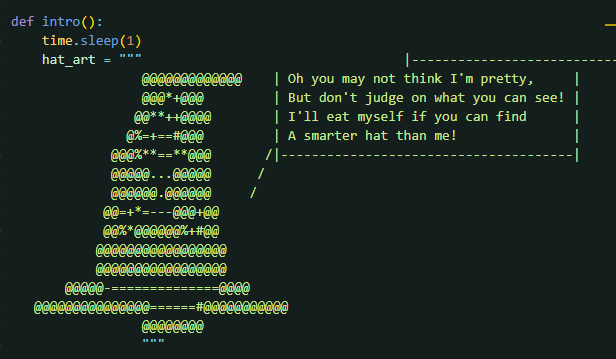 def intro():
    time.sleep(1)
    hat_art = """                                  |---------------------------
                 @@@@@@@@@@@@@    | Oh you may not think I'm pretty,     |
                 @@@*+@@@         | But don't judge on what you can see! |
                @@**++@@@@        | I'll eat myself if you can find      |
               @%=+==#@@@         | A smarter hat than me!               |
             @@@%**==**@@@       /|--------------------------------------|
             @@@@@...@@@@@      /
             @@@@@@.@@@@@@     /
            @@=+*=---@@@+@@
            @@%*@@@@@@%+#@@
           @@@@@@@@@@@@@@@@@
           @@@@@@@@@@@@@@@@@
       @@@@@-==============@@@@
   @@@@@@@@@@@@@@@======#@@@@@@@@@@@
                 @@@@@@@@
                 """